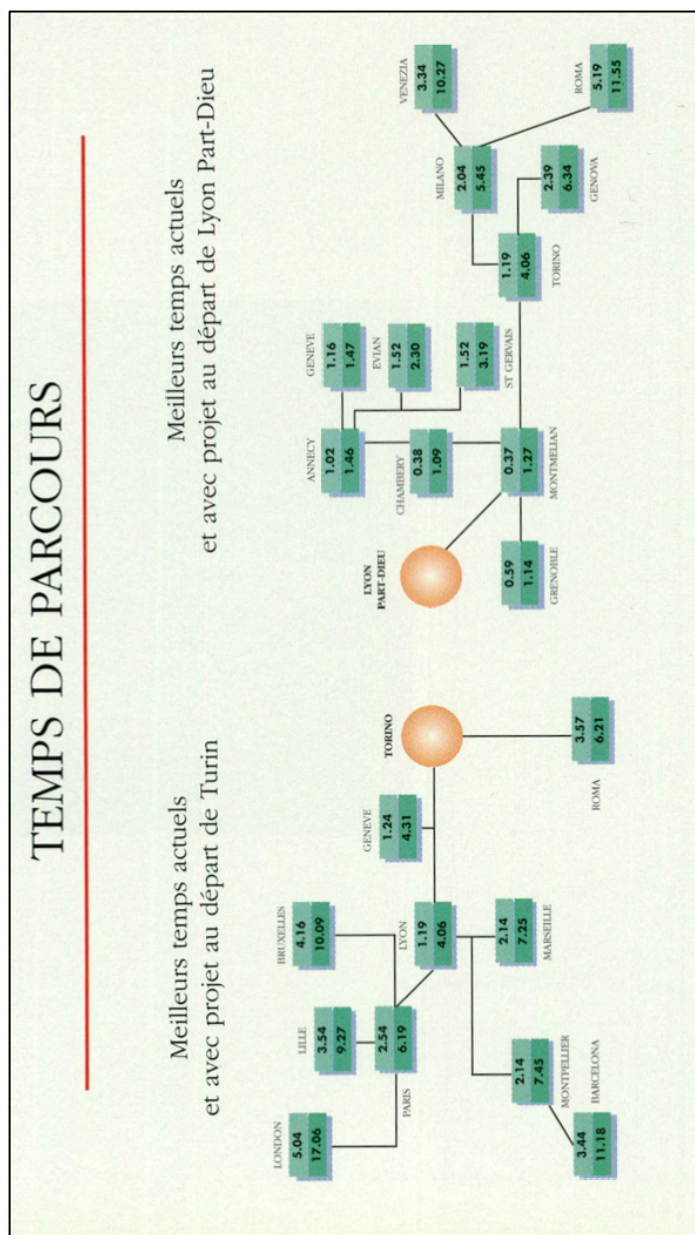 TEMPS DE PARCOURS
Meilleurs temps actuels
et avec projet au départ de Turin
LONDON
5.04
17.06
LILLE
3.54
9.27
BRUXELLES
4.16
10.09
PARIS
2.54
6.19
LYON
1.19
4.06
GENEVE
1.24
4.31
TORINO
MONTPELLIER
2.14
7.45
BARCELONA
3.44
11.18
MARSEILLE
2.14
7.25
ROMA
3.57
6.21
Meilleurs temps actuels
et avec projet au départ de Lyon Part-Dieu
LYON
PART-DIEU
ANNECY
1.02
1.46
GENEVE
1.16
1.47
EVIAN
1.52
2.30
CHAMBERY
0.38
1.09
ST GERVAIS
1.52
3.19
GRENOBLE
0.59
1.14
MONTMELIAN
0.37
1.27
TORINO
1.19
4.06
MILANO
2.04
5.45
VENEZIA
3.34
10.27
GENOVA
2.39
6.34
ROMA
5.19
11.55